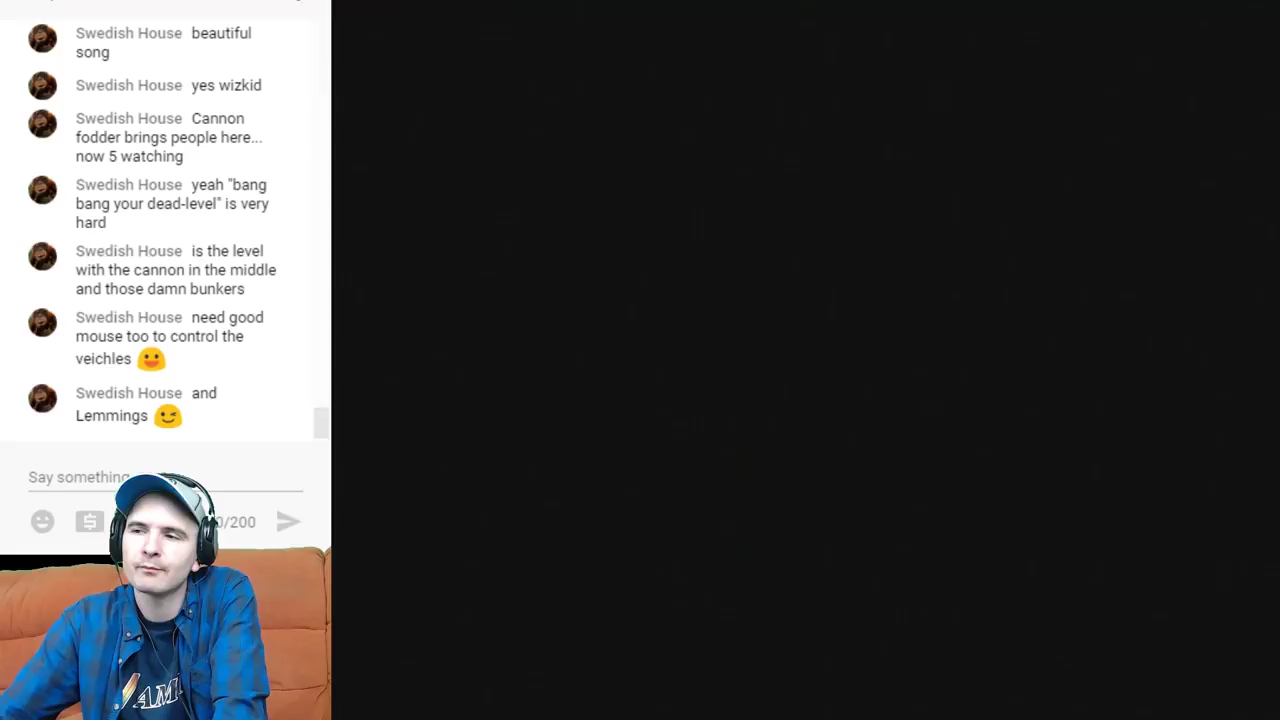 Swedish House beautiful
song
Swedish House yes wizkid
Swedish House Cannon
fodder brings people here...
now 5 watching
Swedish House yeah "bang
bang your dead-level" is very
hard
Swedish House is the level
with the cannon in the middle
and those damn bunkers
Swedish House need good
mouse too to control the
veichles
Swedish House and
Lemmings
Say something
0/200